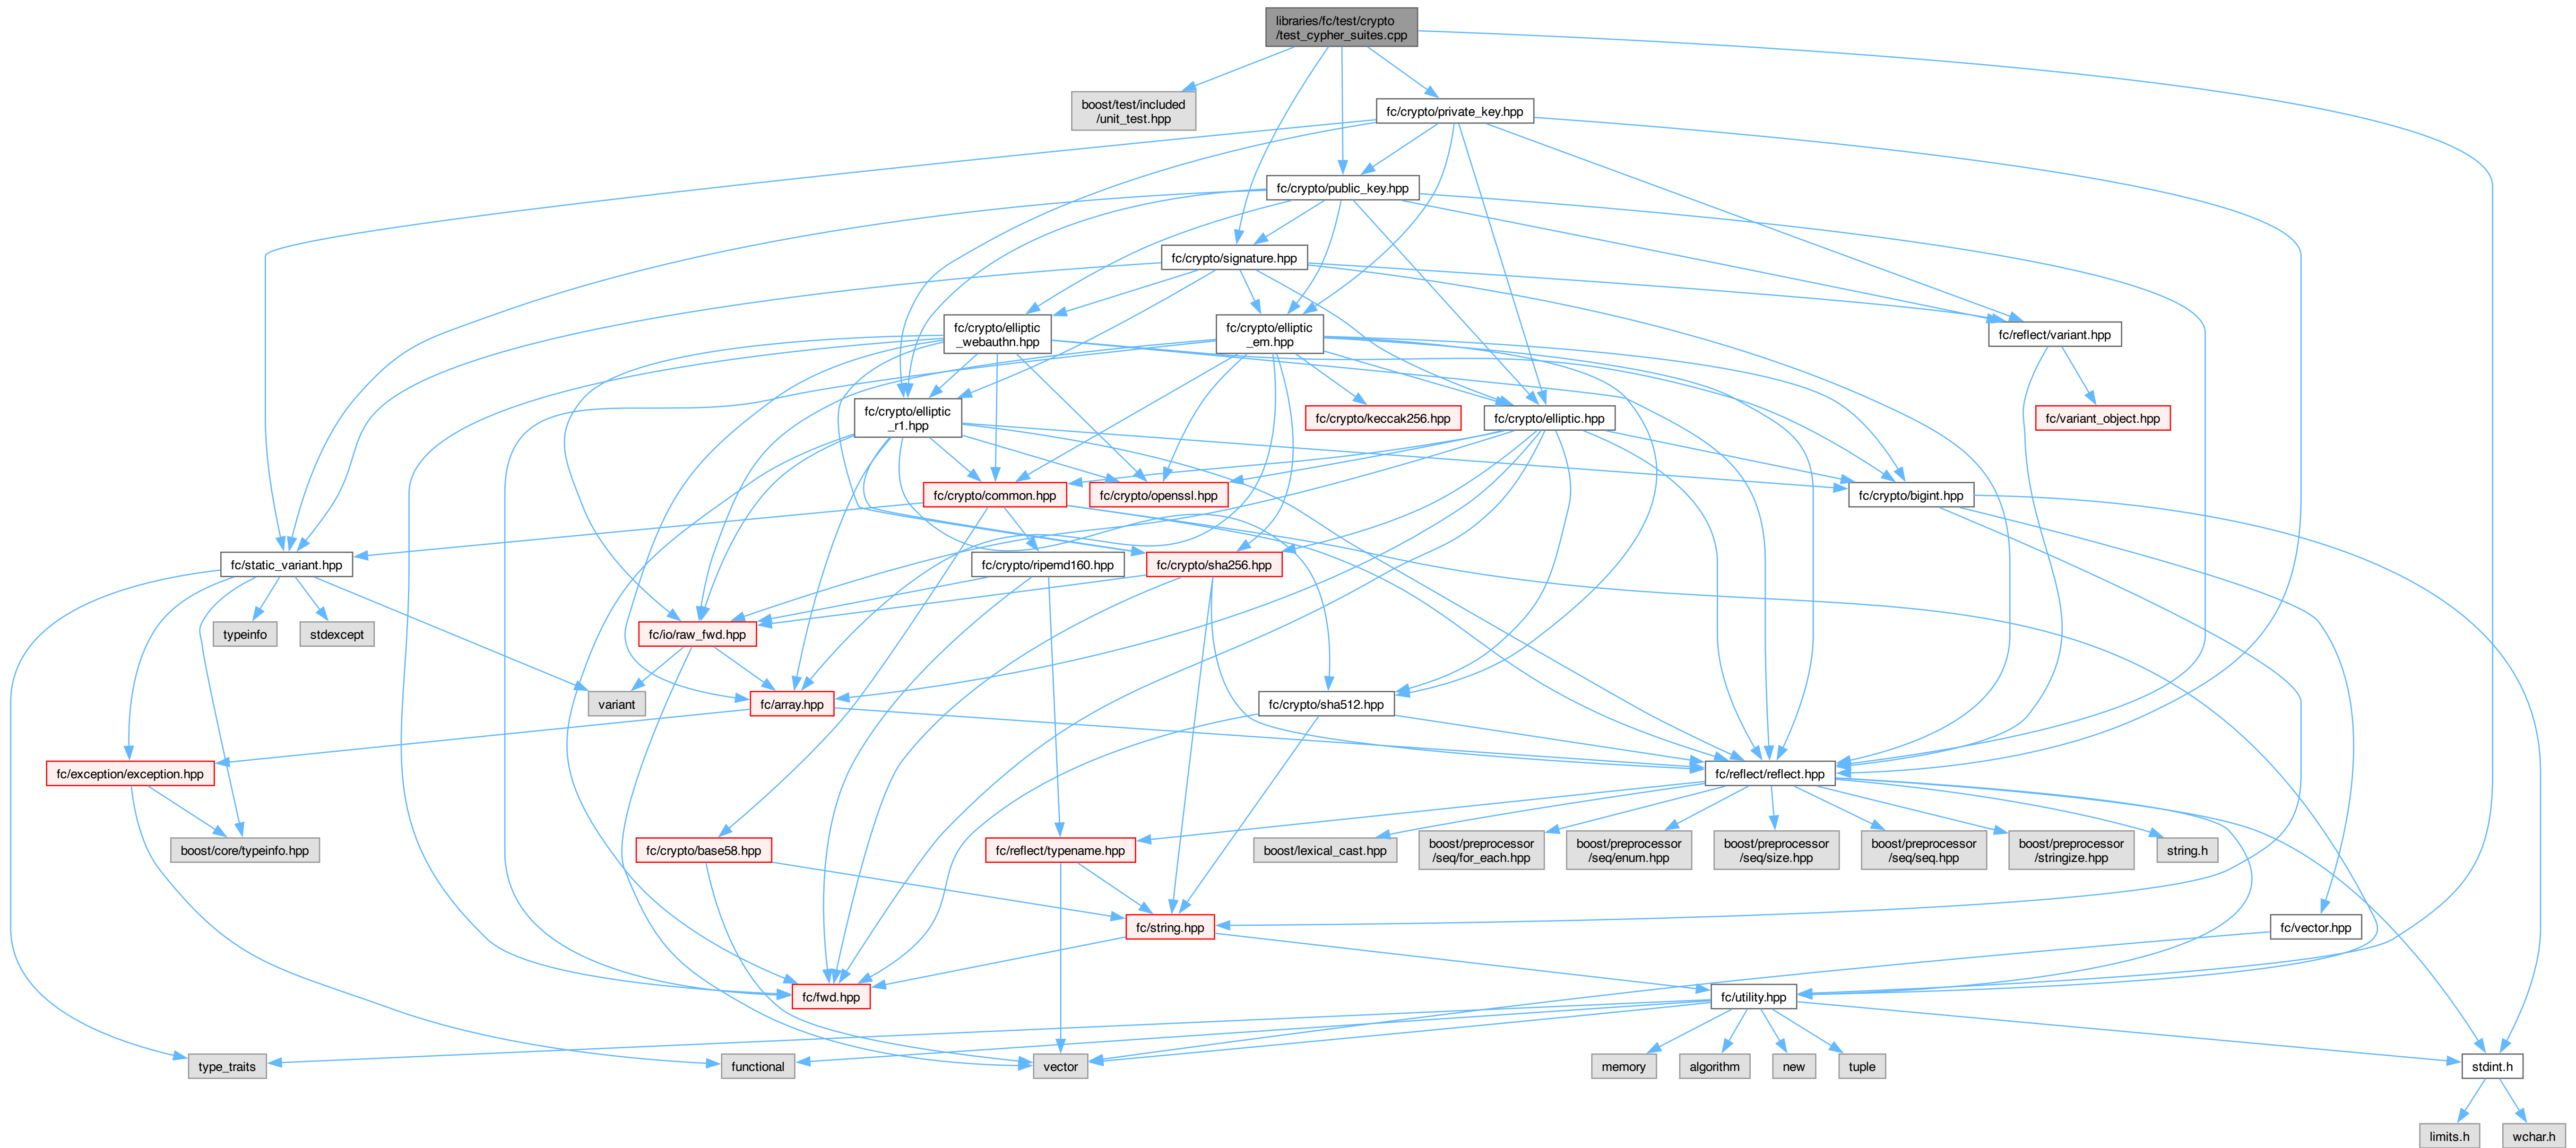 libraries/fc/test/crypto
/test_cypher_suites.cpp
boost/test/included
/unit_test.hpp
fc/crypto/private_key.hpp
fc/crypto/public_key.hpp
fc/crypto/signature.hpp
fc/crypto/elliptic
_webauthn.hpp
fc/crypto/elliptic
_em.hpp
fc/reflect/variant.hpp
fc/crypto/elliptic
_r1.hpp
fc/crypto/keccak256.hpp
fc/crypto/elliptic.hpp
fc/variant_object.hpp
fc/crypto/common.hpp
fc/crypto/openssl.hpp
fc/crypto/bigint.hpp
fc/static_variant.hpp
fc/crypto/ripemd160.hpp
fc/crypto/sha256.hpp
typeinfo
stdexcept
fc/io/raw_fwd.hpp
variant
fc/array.hpp
fc/crypto/sha512.hpp
fc/exception/exception.hpp
fc/reflect/reflect.hpp
boost/core/typeinfo.hpp
fc/crypto/base58.hpp
fc/reflect/typename.hpp
boost/lexical_cast.hpp
boost/preprocessor
/seq/for_each.hpp
boost/preprocessor
/seq/enum.hpp
boost/preprocessor
/seq/size.hpp
boost/preprocessor
/seq/seq.hpp
boost/preprocessor
/stringize.hpp
string.h
fc/string.hpp
fc/vector.hpp
fc/fwd.hpp
fc/utility.hpp
type_traits
functional
vector
memory
algorithm
new
tuple
stdint.h
limits.h
wchar.h